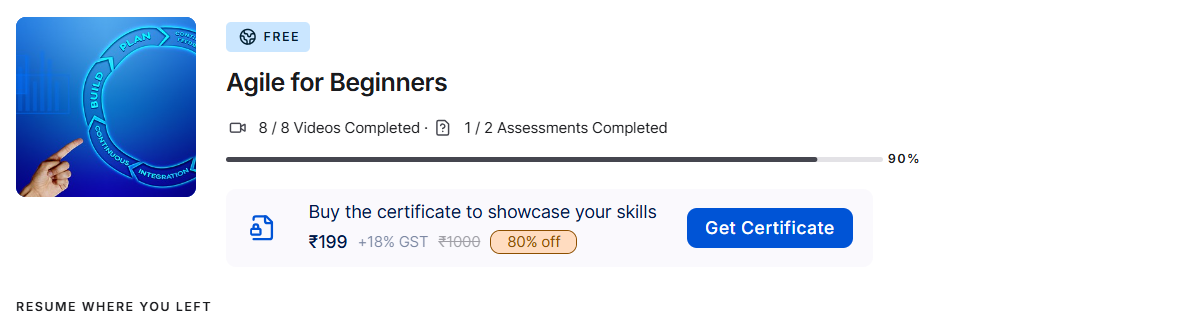 PLAN
BUILD
CONTINUOUS
INTEGRATION
FREE
Agile for Beginners
8 / 8 Videos Completed · 1 / 2 Assessments Completed
90%
Buy the certificate to showcase your skills
₹199 +18% GST ₹1000 80% off
Get Certificate
RESUME WHERE YOU LEFT